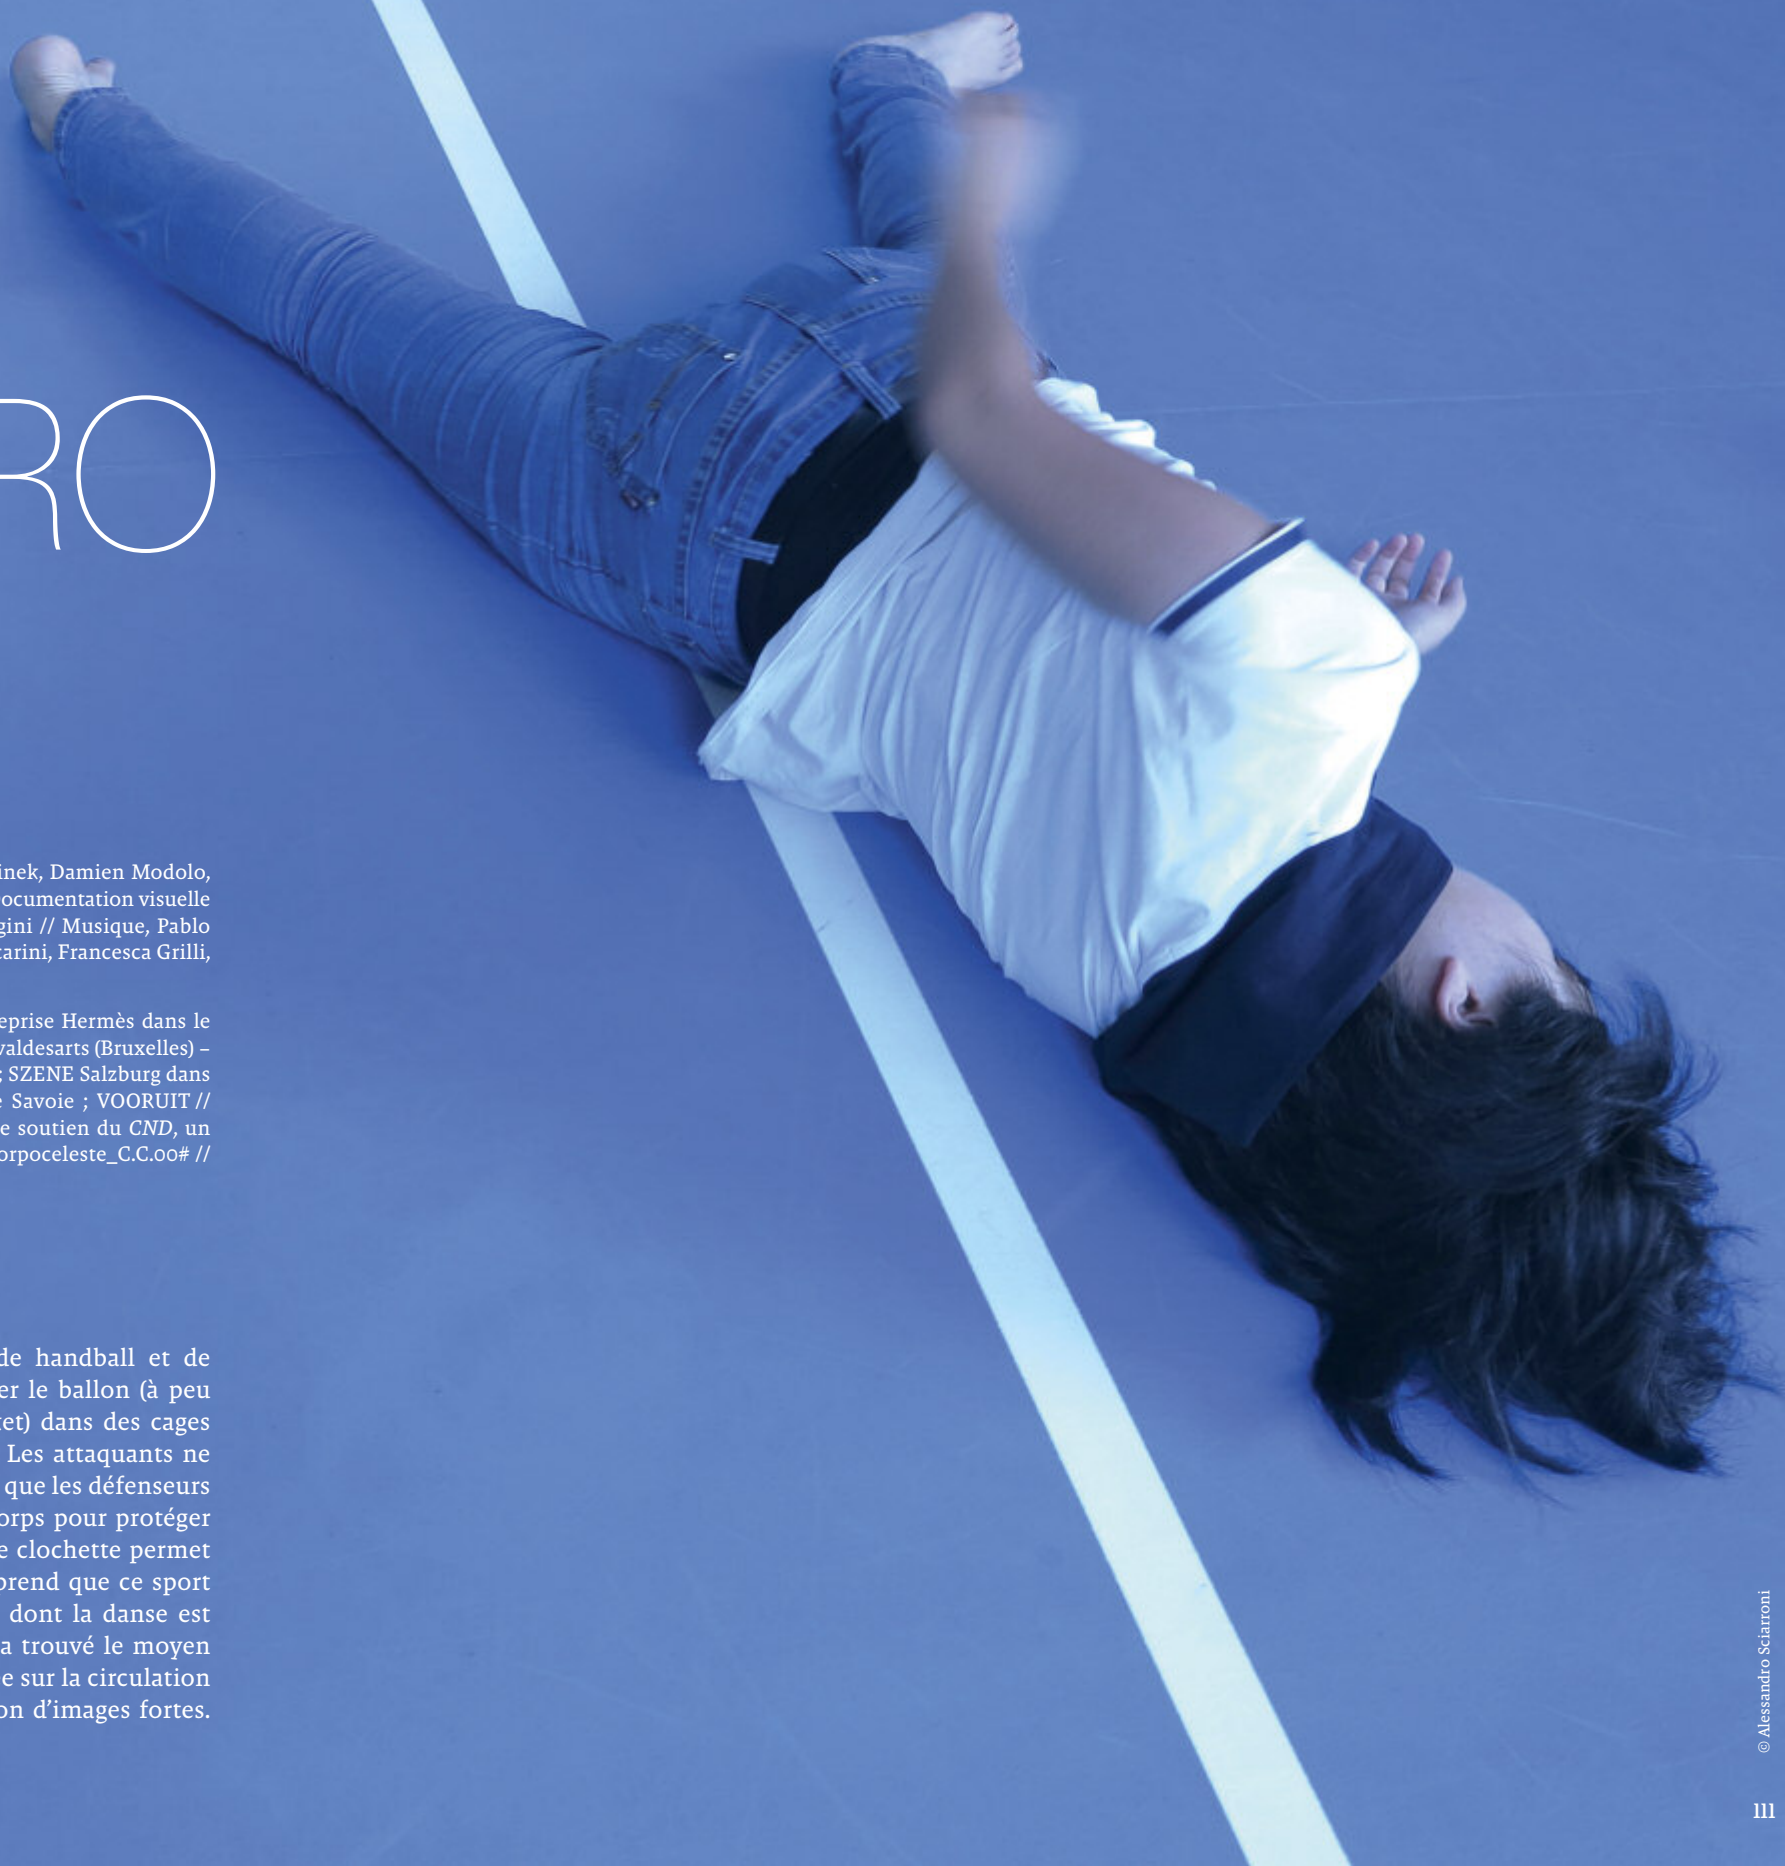 RO
inek, Damien Modolo,
ocumentation visuelle
gini // Musique, Pablo
arini, Francesca Grilli,
eprise Hermès dans le
valdesarts (Bruxelles) –
; SZENE Salzburg dans
e Savoie ; VOORUIT //
e soutien du CND, un
orpoceleste_C.C.00# //
de handball et de
er le ballon (à peu
et) dans des cages
Les attaquants ne
que les défenseurs
orps pour protéger
e clochette permet
prend que ce sport
dont la danse est
a trouvé le moyen
e sur la circulation
on d’images fortes.
© Alessandro Sciarroni
111